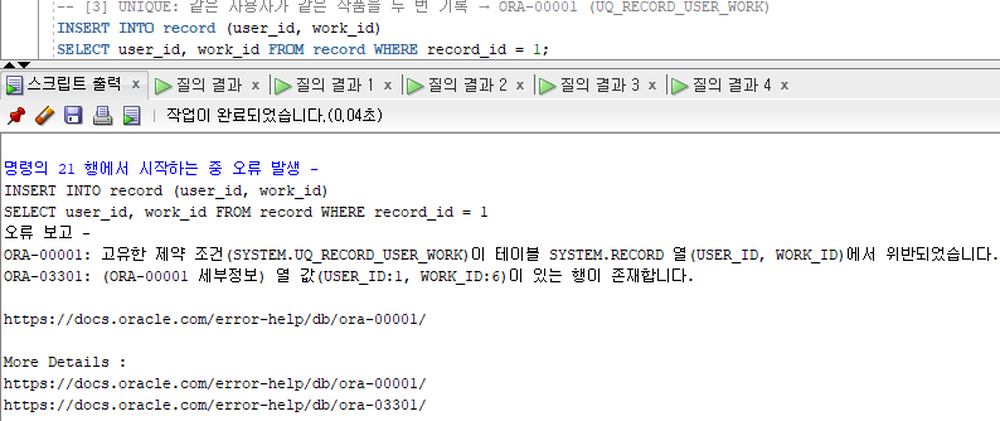 -- [3] UNIQUE: 같은 사용자가 같은 작품을 두 번 기록 → ORA-00001 (UQ_RECORD_USER_WORK)
INSERT INTO record (user_id, work_id)
SELECT user_id, work_id FROM record WHERE record_id = 1;
스크립트 출력 x 질의 결과 x 질의 결과 1 x 질의 결과 2 x 질의 결과 3 x 질의 결과 4 x
작업이 완료되었습니다.(0.04초)
명령의 21 행에서 시작하는 중 오류 발생 -
INSERT INTO record (user_id, work_id)
SELECT user_id, work_id FROM record WHERE record_id = 1
오류 보고 -
ORA-00001: 고유한 제약 조건(SYSTEM.UQ_RECORD_USER_WORK)이 테이블 SYSTEM.RECORD 열(USER_ID, WORK_ID)에서 위반되었습니다.
ORA-03301: (ORA-00001 세부정보) 열 값(USER_ID:1, WORK_ID:6)이 있는 행이 존재합니다.
https://docs.oracle.com/error-help/db/ora-00001/
More Details :
https://docs.oracle.com/error-help/db/ora-00001/
https://docs.oracle.com/error-help/db/ora-03301/